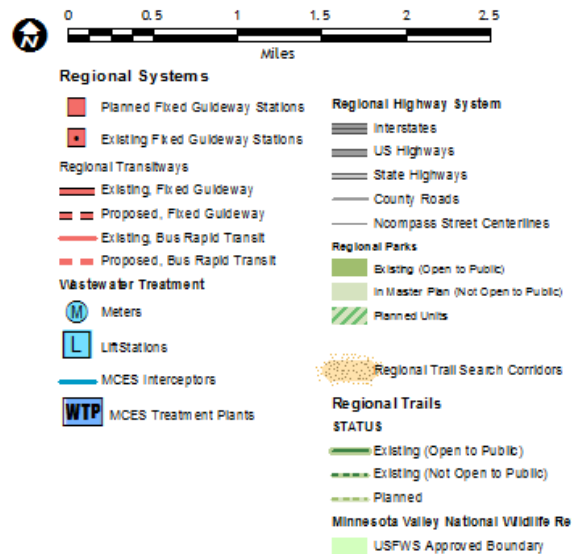 N
0 0.5 1 1.5 2 2.5
Miles
Regional Systems
Planned Fixed Guideway Stations
Existing Fixed Guideway Stations
Regional Transitways
Existing, Fixed Guideway
Proposed, Fixed Guideway
Existing, Bus Rapid Transit
Proposed, Bus Rapid Transit
Wastewater Treatment
M Meters
L LiftStations
MCES Interceptors
WTP MCES Treatment Plants
Regional Highway System
Interstates
US Highways
State Highways
County Roads
Ncompass Street Centerlines
Regional Parks
Existing (Open to Public)
In Master Plan (Not Open to Public)
Planned Units
Regional Trail Search Corridors
Regional Trails
STATUS
Existing (Open to Public)
Existing (Not Open to Public)
Planned
Minnesota Valley National Wildlife Re
USFWS Approved Boundary